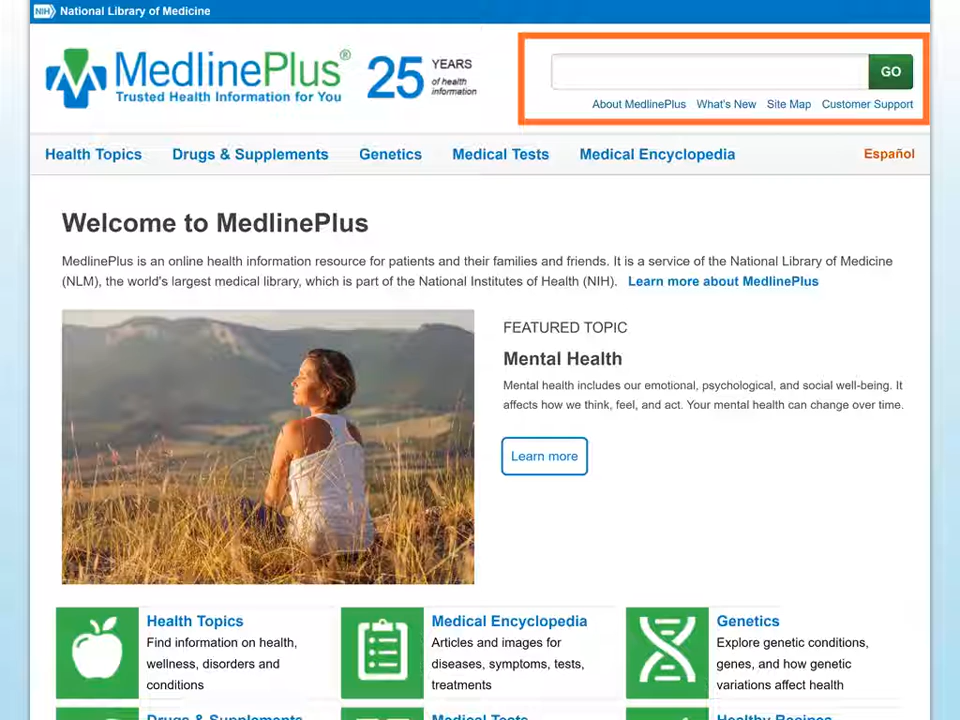 NIH National Library of Medicine
MedlinePlus®
Trusted Health Information for You
25 YEARS
of health
information
GO
About MedlinePlus What's New Site Map Customer Support
Health Topics Drugs & Supplements Genetics Medical Tests Medical Encyclopedia Español
Welcome to MedlinePlus
MedlinePlus is an online health information resource for patients and their families and friends. It is a service of the National Library of Medicine
(NLM), the world's largest medical library, which is part of the National Institutes of Health (NIH). Learn more about MedlinePlus
FEATURED TOPIC
Mental Health
Mental health includes our emotional, psychological, and social well-being. It
affects how we think, feel, and act. Your mental health can change over time.
Learn more
Health Topics
Find information on health,
wellness, disorders and
conditions
Medical Encyclopedia
Articles and images for
diseases, symptoms, tests,
treatments
Genetics
Explore genetic conditions,
genes, and how genetic
variations affect health
Drugs & Supplements Medical Tests Healthy Recipes